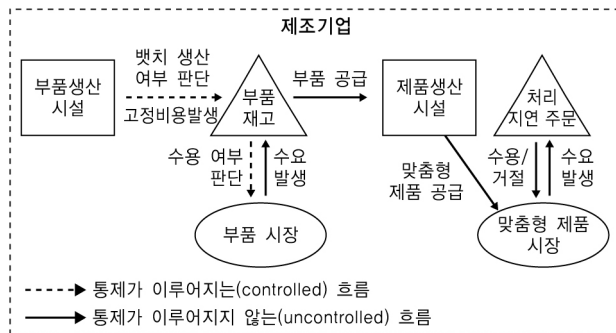 제조기업
부품생산
시설
뱃치 생산
여부 판단
고정비용발생
부품
재고
부품 공급
제품생산
시설
처리
지연 주문
수용 여부
판단
수요
발생
맞춤형
제품 공급
수용/
거절
수요
발생
부품 시장
맞춤형 제품
시장
통제가 이루어지는(controlled) 흐름
통제가 이루어지지 않는(uncontrolled) 흐름